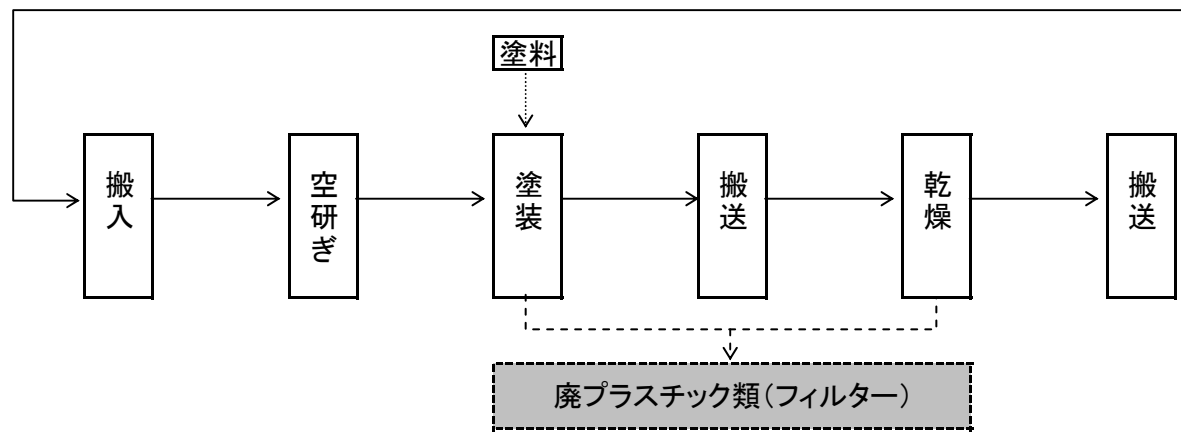 塗料
搬入
空研ぎ
塗装
搬送
乾燥
搬送
廃プラスチック類(フィルター)